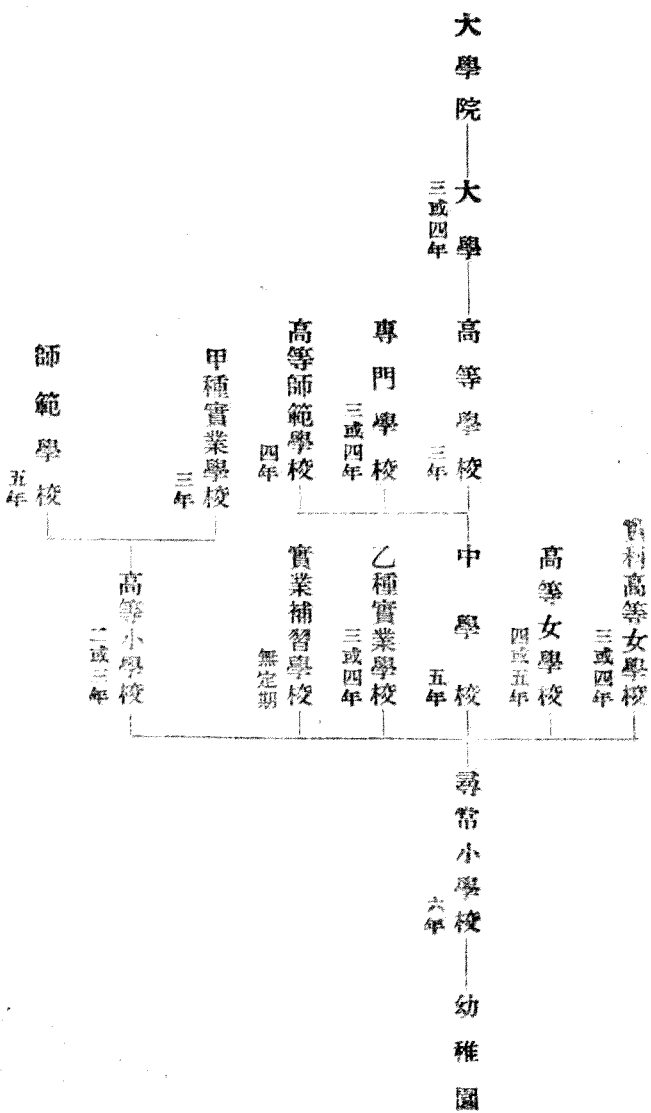 大學院
大學
三或四年
高等學校
三年
專門學校
三或四年
高等師範學校
四年
甲種實業學校
三年
師範學校
五年
實科高等女學校
三或四年
高等女學校
四或五年
中學校
五年
乙種實業學校
三或四年
實業補習學校
無定期
高等小學校
二或三年
尋常小學校
六年
幼稚園